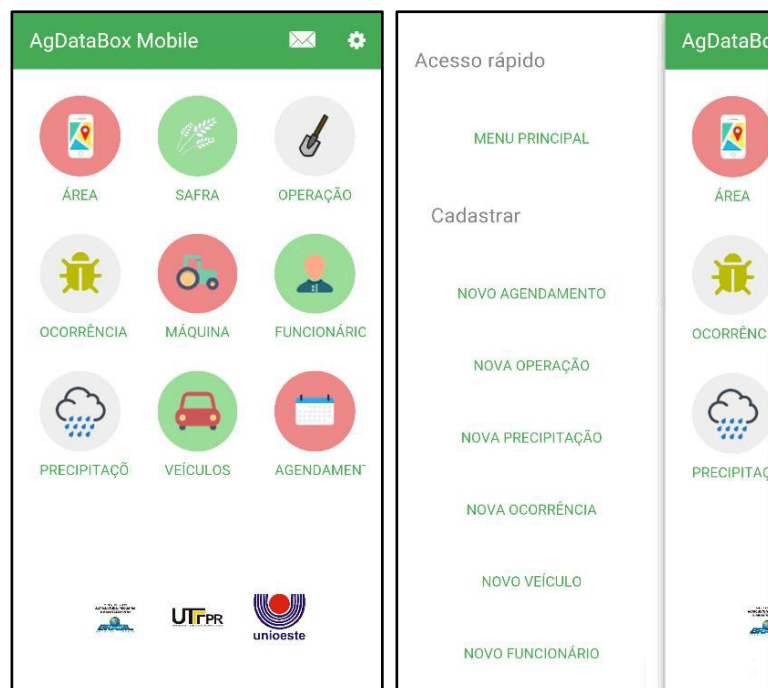 AgDataBox Mobile
ÁREA SAFRA OPERAÇÃO
OCORRÊNCIA MÁQUINA FUNCIONÁRIC
PRECIPITAÇÕ VEÍCULOS AGENDAMEN
UTFPR
unioeste
Acesso rápido
MENU PRINCIPAL
Cadastrar
NOVO AGENDAMENTO
NOVA OPERAÇÃO
NOVA PRECIPITAÇÃO
NOVA OCORRÊNCIA
NOVO VEÍCULO
NOVO FUNCIONÁRIO
AgDataBo
ÁREA
OCORRÊNC
PRECIPITAÇ